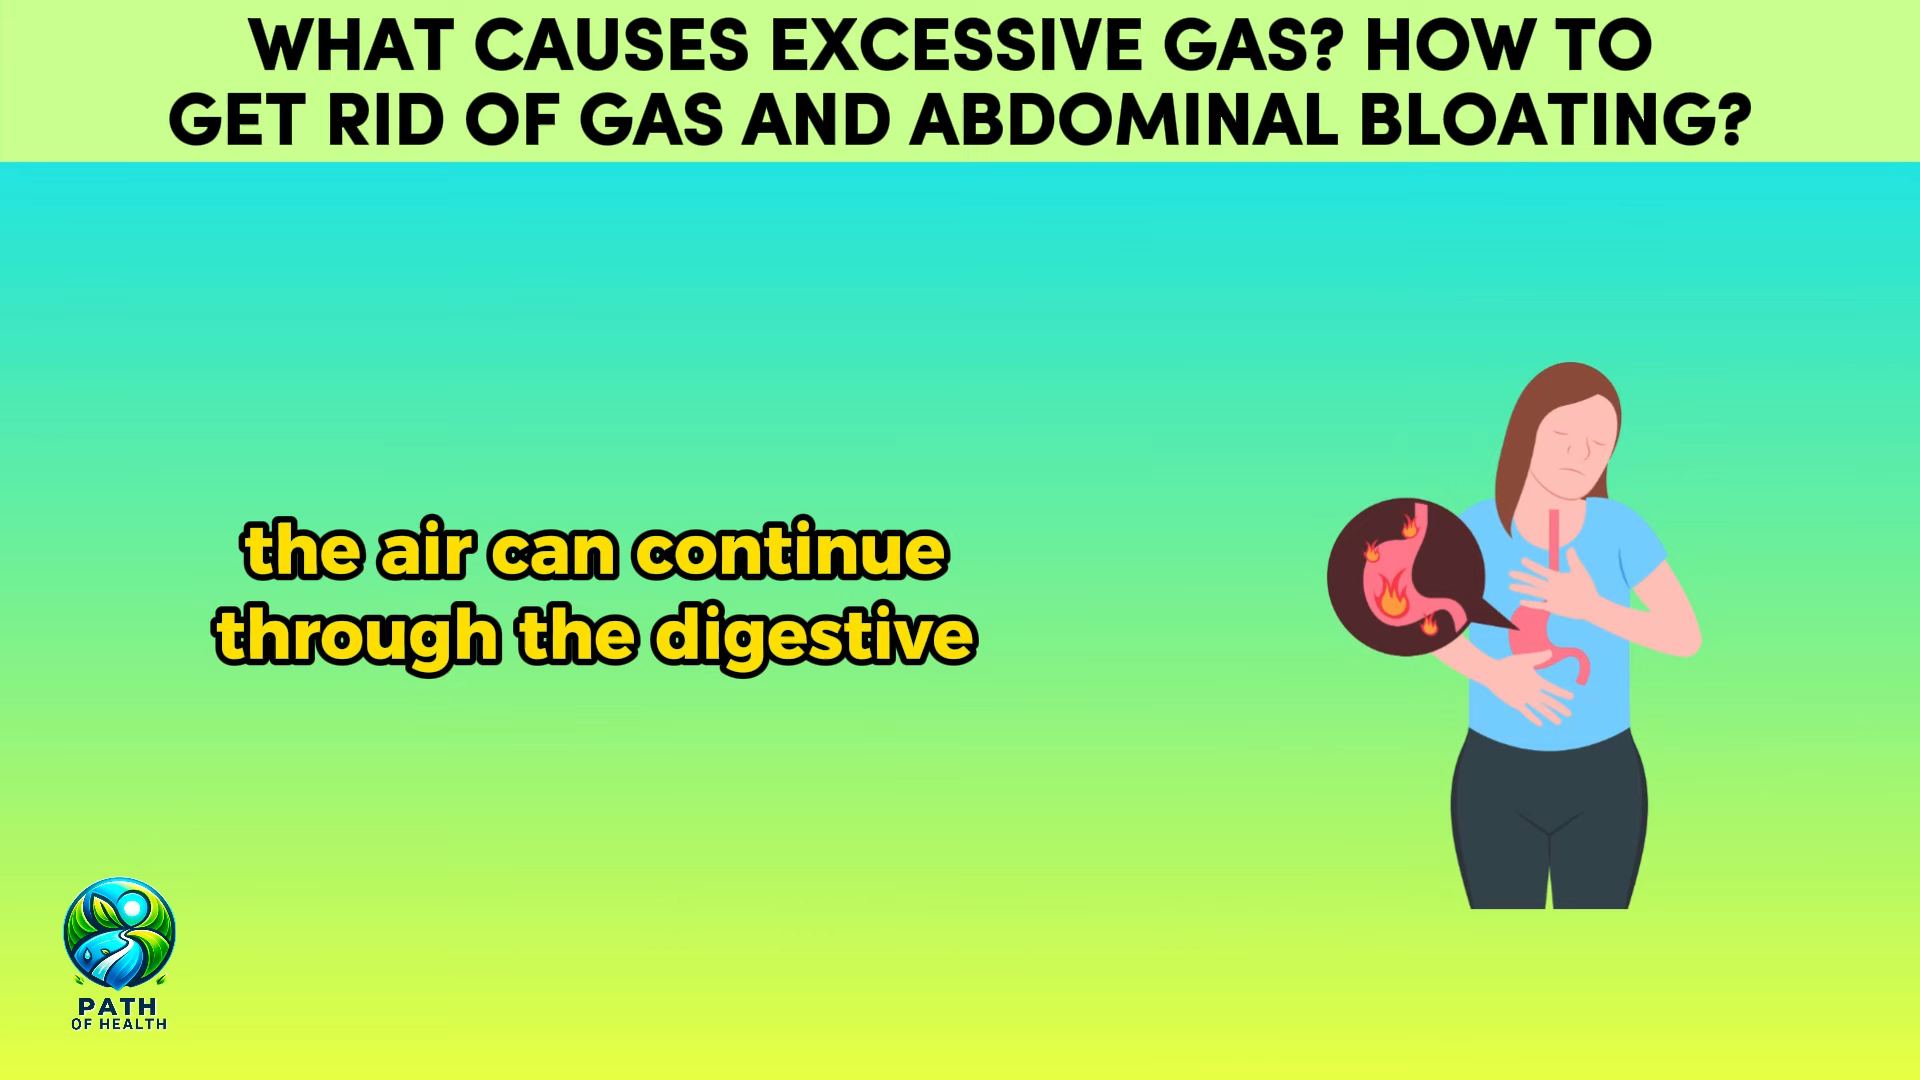 WHAT CAUSES EXCESSIVE GAS? HOW TO
GET RID OF GAS AND ABDOMINAL BLOATING?
the air can continue
through the digestive
PATH
OF HEALTH